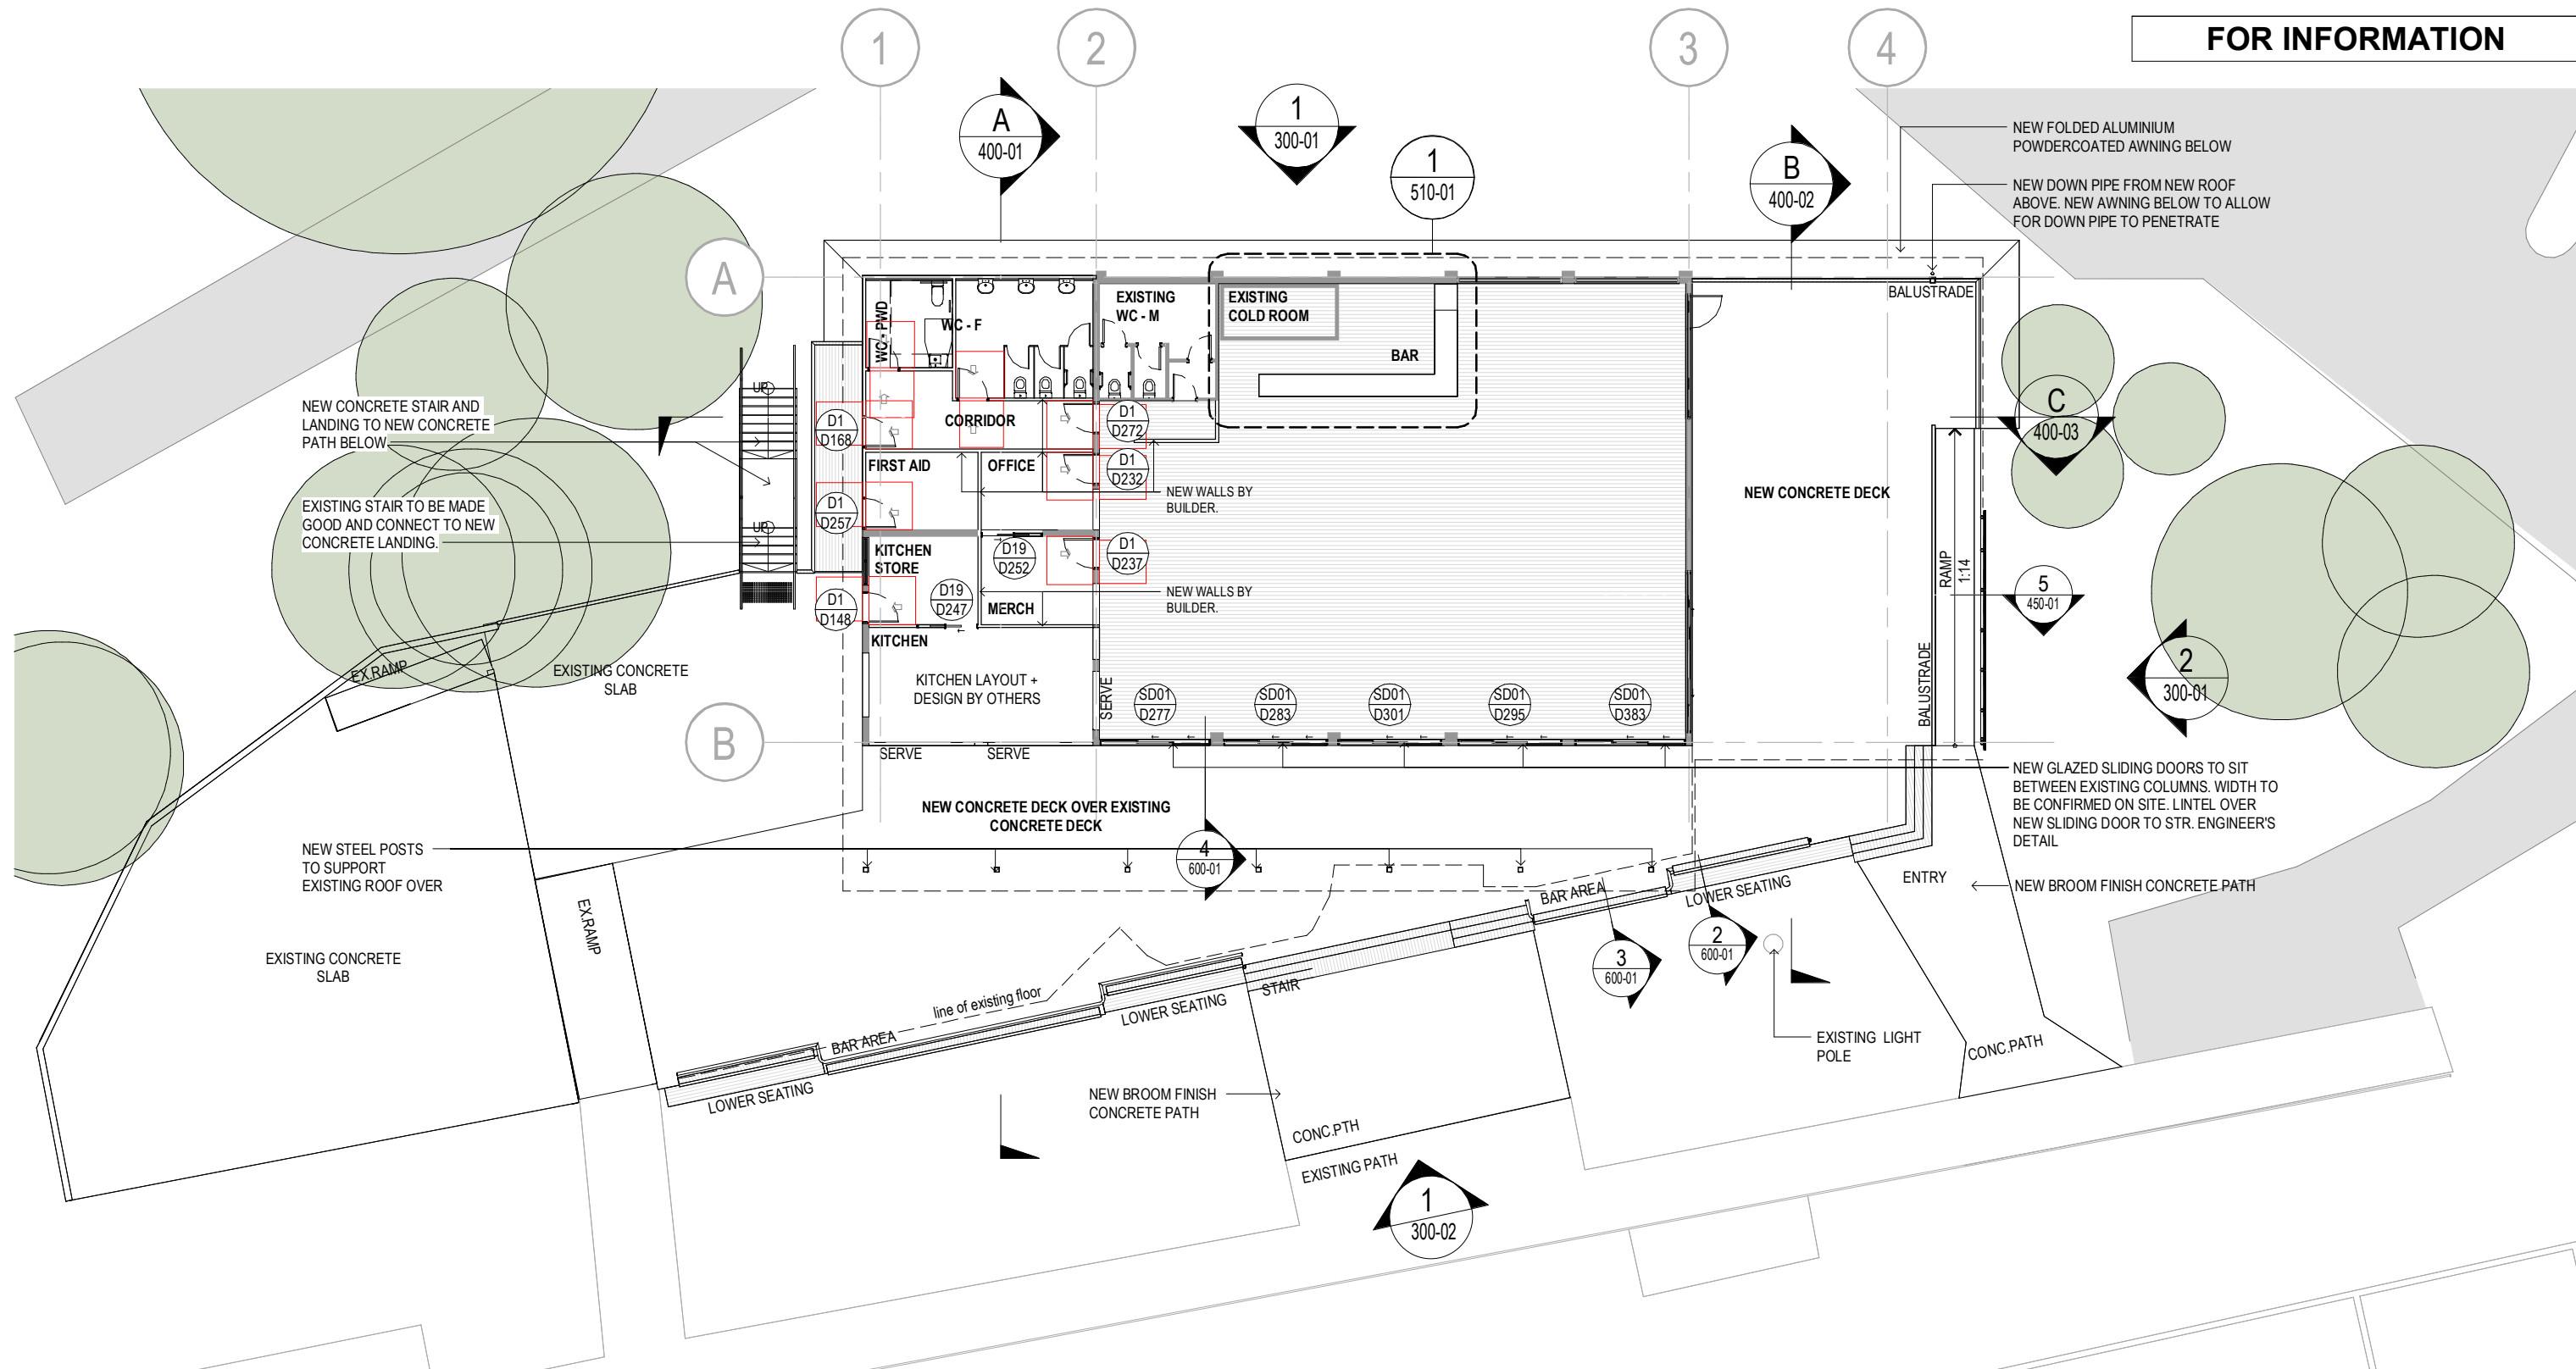 FOR INFORMATION
1
2
3
4
A
400-01
1
300-01
1
510-01
B
400-02
NEW FOLDED ALUMINIUM
POWDERCOATED AWNING BELOW
NEW DOWN PIPE FROM NEW ROOF
ABOVE. NEW AWNING BELOW TO ALLOW
FOR DOWN PIPE TO PENETRATE
A
BALUSTRADE
WC - PWD
WC - F
EXISTING
WC - M
EXISTING
COLD ROOM
BAR
UP
NEW CONCRETE STAIR AND
LANDING TO NEW CONCRETE
PATH BELOW
D1
D168
CORRIDOR
D1
D272
C
400-03
FIRST AID
OFFICE
D1
D232
NEW WALLS BY
BUILDER.
NEW CONCRETE DECK
EXISTING STAIR TO BE MADE
GOOD AND CONNECT TO NEW
CONCRETE LANDING.
UP
D1
D257
KITCHEN
STORE
D19
D252
D1
D237
RAMP
1:14
D1
D148
D19
D247
MERCH
NEW WALLS BY
BUILDER.
5
450-01
KITCHEN
EX.RAMP
EXISTING CONCRETE
SLAB
KITCHEN LAYOUT +
DESIGN BY OTHERS
SERVE
SD01
D277
SD01
D283
SD01
D301
SD01
D295
SD01
D383
BALUSTRADE
2
300-01
B
SERVE
SERVE
NEW GLAZED SLIDING DOORS TO SIT
BETWEEN EXISTING COLUMNS. WIDTH TO
BE CONFIRMED ON SITE. LINTEL OVER
NEW SLIDING DOOR TO STR. ENGINEER'S
DETAIL
NEW CONCRETE DECK OVER EXISTING
CONCRETE DECK
NEW STEEL POSTS
TO SUPPORT
EXISTING ROOF OVER
4
600-01
BAR AREA
LOWER SEATING
ENTRY
NEW BROOM FINISH CONCRETE PATH
EX.RAMP
EXISTING CONCRETE
SLAB
3
600-01
2
600-01
line of existing floor
STAIR
LOWER SEATING
BAR AREA
EXISTING LIGHT
POLE
CONC.PATH
LOWER SEATING
NEW BROOM FINISH
CONCRETE PATH
CONC.PTH
EXISTING PATH
1
300-02